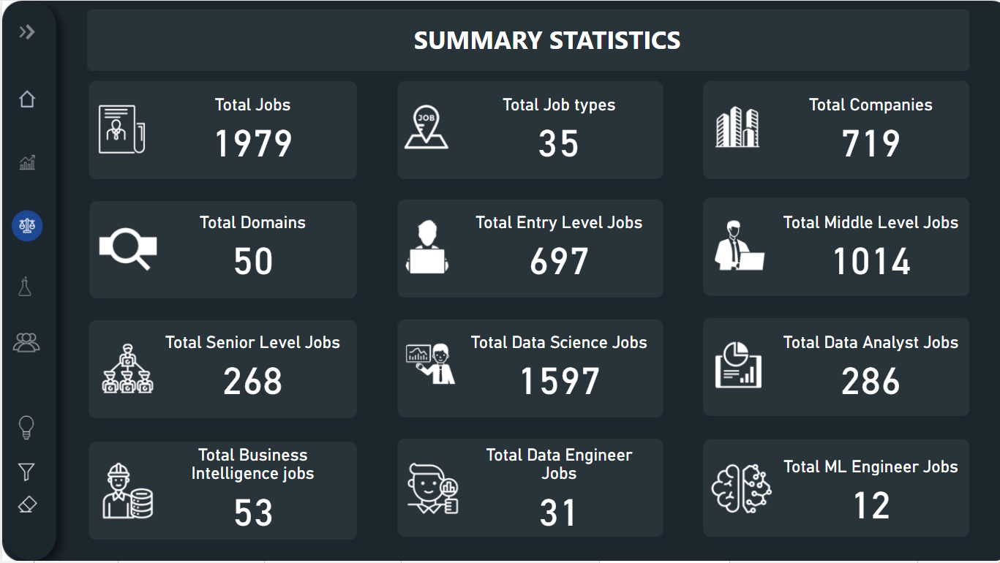 SUMMARY STATISTICS
Total Jobs
1979
JOB
Total Job types
35
Total Companies
719
Total Domains
50
Total Entry Level Jobs
697
Total Middle Level Jobs
1014
Total Senior Level Jobs
268
Total Data Science Jobs
1597
Total Data Analyst Jobs
286
Total Business
Intelligence jobs
53
Total Data Engineer
Jobs
31
Total ML Engineer Jobs
12